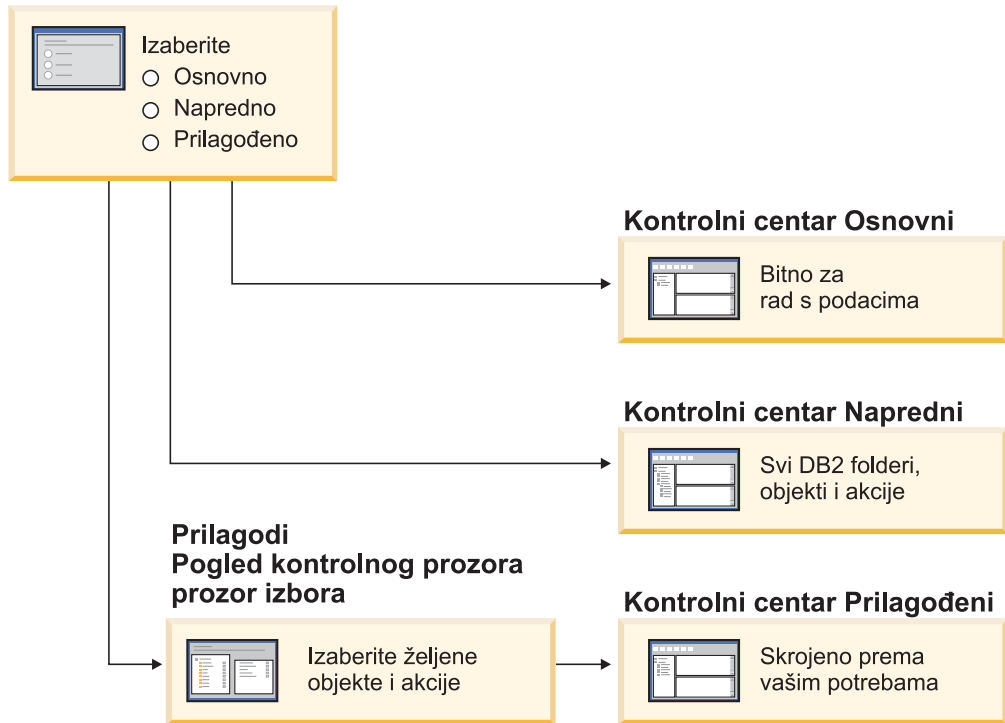 Izaberite
Osnovno
Napredno
Prilagođeno
Kontrolni centar Osnovni
Bitno za
rad s podacima
Kontrolni centar Napredni
Svi DB2 folderi,
objekti i akcije
Prilagodi
Pogled kontrolnog prozora
prozor izbora
Izaberite željene
objekte i akcije
Kontrolni centar Prilagođeni
Skrojeno prema
vašim potrebama